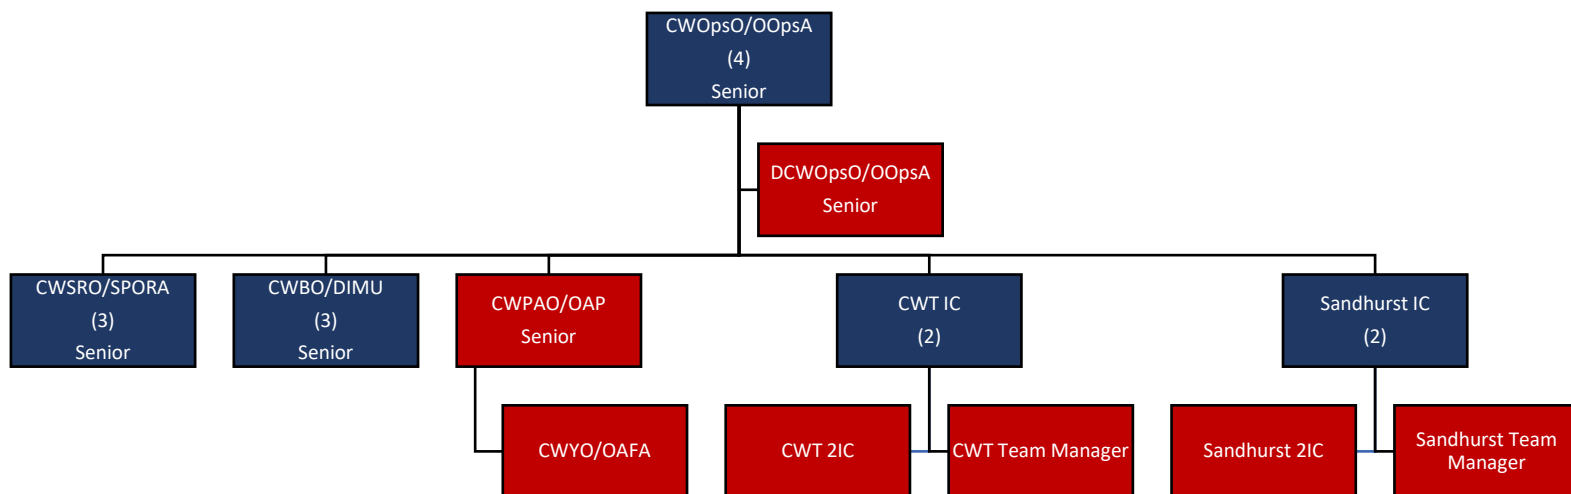 CWOpsO/OOpsA
(4)
Senior
DCWOpsO/OOpsA
Senior
CWSRO/SPORA
(3)
Senior
CWBO/DIMU
(3)
Senior
CWPAO/OAP
Senior
CWT IC
(2)
Sandhurst IC
(2)
CWYO/OAFA
CWT 2IC
CWT Team Manager
Sandhurst 2IC
Sandhurst Team
Manager